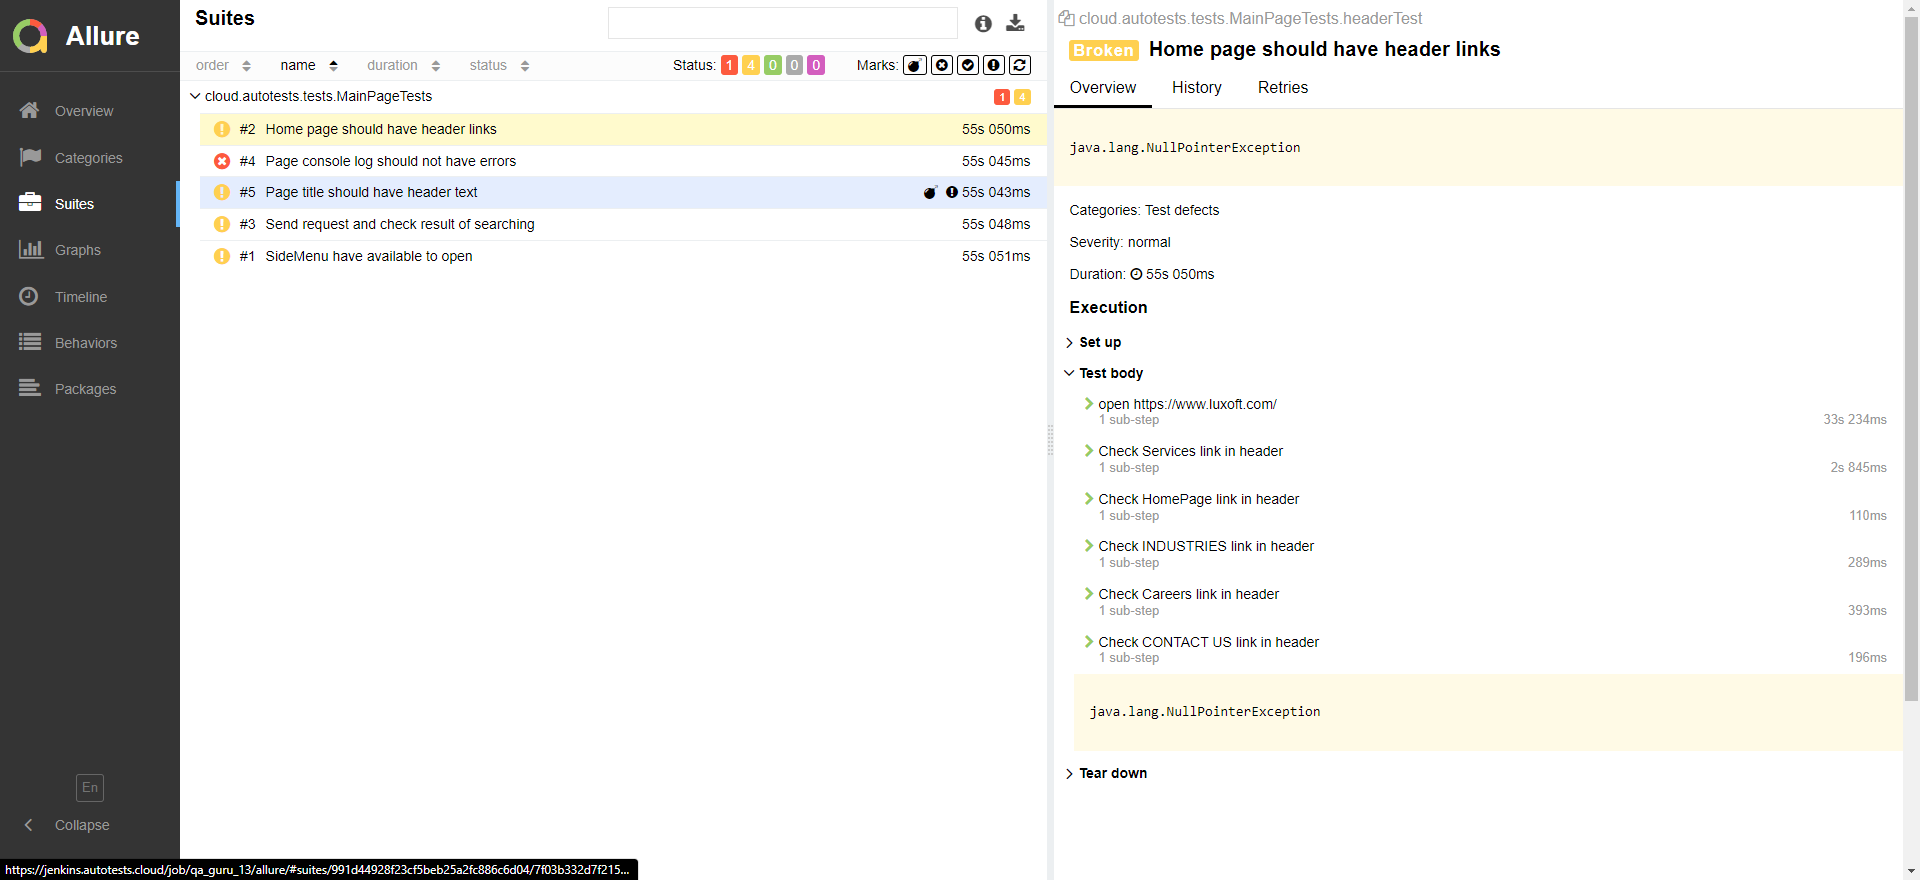 Allure
Overview
Categories
Suites
Graphs
Timeline
Behaviors
Packages
En
Collapse
Suites
order name duration status Status: 1 4 0 0 0 Marks:
cloud.autotests.tests.MainPageTests 1 4
#2 Home page should have header links 55s 050ms
#4 Page console log should not have errors 55s 045ms
#5 Page title should have header text 55s 043ms
#3 Send request and check result of searching 55s 048ms
#1 SideMenu have available to open 55s 051ms
cloud.autotests.tests.MainPageTests.headerTest
Broken Home page should have header links
Overview History Retries
java.lang.NullPointerException
Categories: Test defects
Severity: normal
Duration: 55s 050ms
Execution
Set up
Test body
open https://www.luxoft.com/
1 sub-step 33s 234ms
Check Services link in header
1 sub-step 2s 845ms
Check HomePage link in header
1 sub-step 110ms
Check INDUSTRIES link in header
1 sub-step 289ms
Check Careers link in header
1 sub-step 393ms
Check CONTACT US link in header
1 sub-step 196ms
java.lang.NullPointerException
Tear down
https://jenkins.autotests.cloud/job/qa_guru_13/allure/#suites/991d44928f23cf5beb25a2fc886c6d04/7f03b332d7f215...